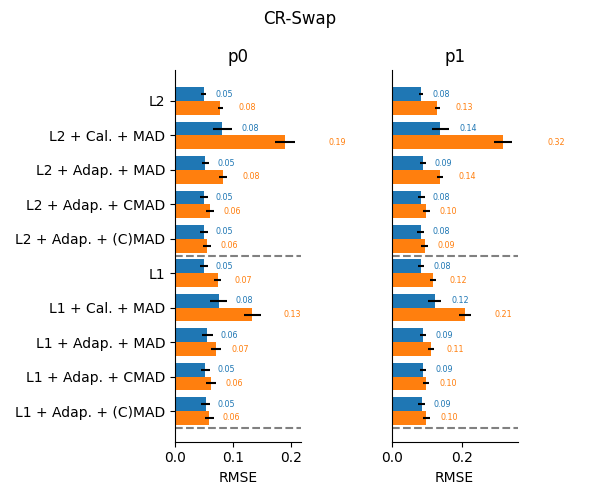 CR-Swap
p0 p1
L2 0.05 0.08
0.08 0.13
L2 + Cal. + MAD 0.08 0.14
0.19 0.32
L2 + Adap. + MAD 0.05 0.09
0.08 0.14
L2 + Adap. + CMAD 0.05 0.08
0.06 0.10
L2 + Adap. + (C)MAD 0.05 0.08
0.06 0.09
L1 0.05 0.08
0.07 0.12
L1 + Cal. + MAD 0.08 0.12
0.13 0.21
L1 + Adap. + MAD 0.06 0.09
0.07 0.11
L1 + Adap. + CMAD 0.05 0.09
0.06 0.10
L1 + Adap. + (C)MAD 0.05 0.09
0.06 0.10
0.0 0.1 0.2 0.0 0.2
RMSE RMSE